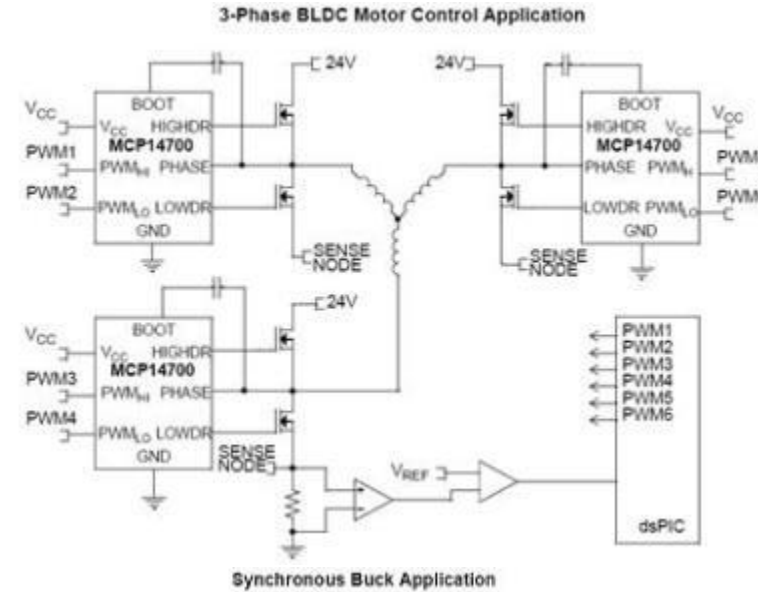 3-Phase BLDC Motor Control Application
24V
24V
BOOT
BOOT
VCC
VCC
HIGHDR
HIGHDR
VCC
VCC
MCP14700
MCP14700
PWM1
PWMHI
PHASE
PHASE
PWMH
PWM
PWM2
PWMLO
LOWDR
LOWDR
PWMLO
PWM
GND
GND
SENSE
NODE
SENSE
NODE
24V
BOOT
VCC
VCC
HIGHDR
MCP14700
PWM3
PWMHI
PHASE
PWM4
PWMLO
LOWDR
GND
SENSE
NODE
VREF
PWM1
PWM2
PWM3
PWM4
PWM5
PWM6
dsPIC
Synchronous Buck Application